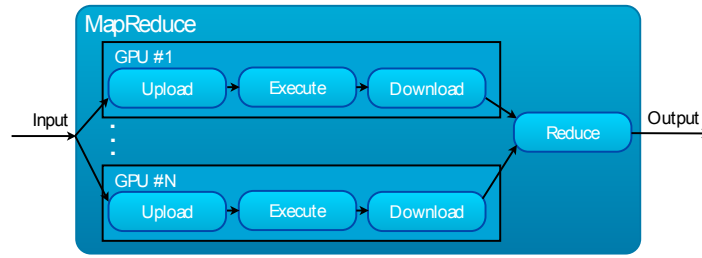 MapReduce
GPU #1
Upload Execute Download
Input
Reduce
Output
GPU #N
Upload Execute Download